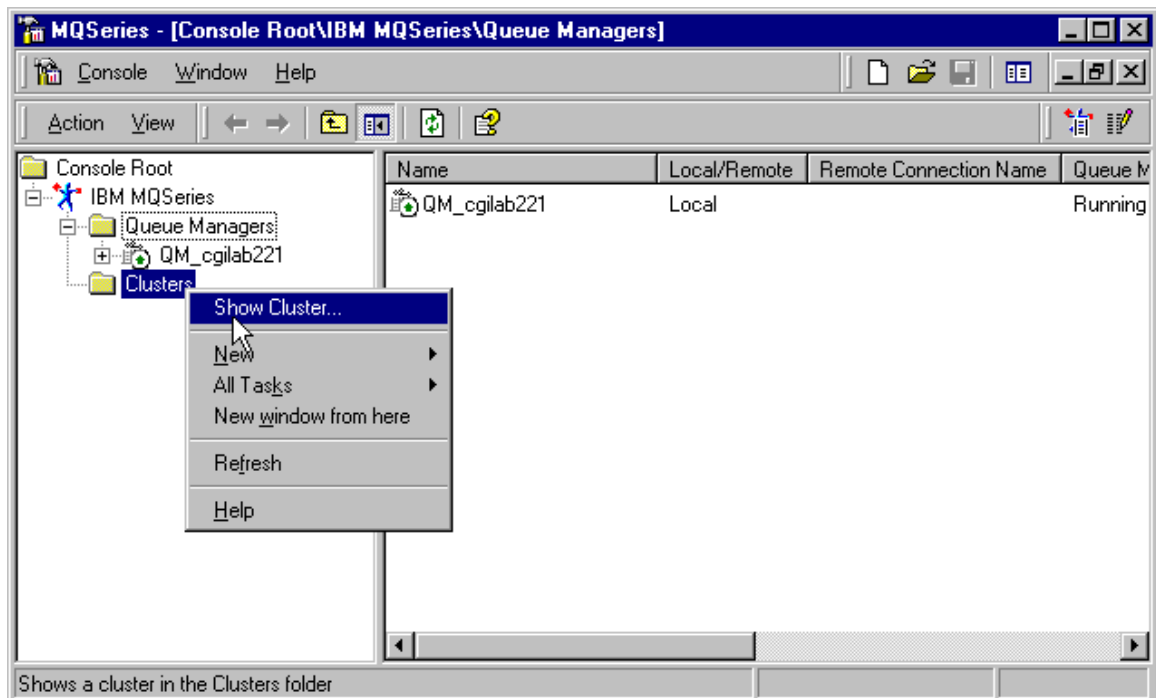 MQSeries - [Console Root\IBM MQSeries\Queue Managers]
Console Window Help
Action View
Console Root
IBM MQSeries
Queue Managers
QM_cgilab221
Clusters
Name Local/Remote Remote Connection Name Queue M
QM_cgilab221 Local Running
Show Cluster...
New
All Tasks
New window from here
Refresh
Help
Shows a cluster in the Clusters folder